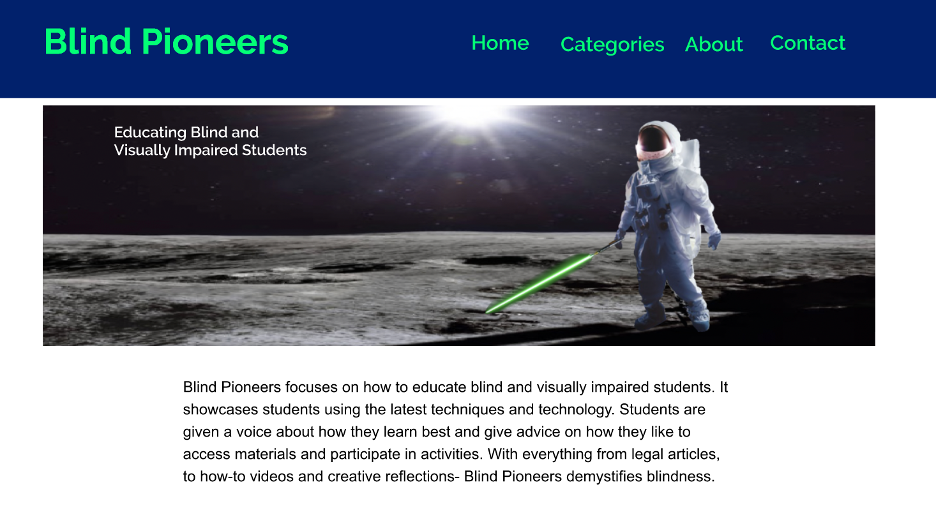 Blind Pioneers
Home Categories About Contact
Educating Blind and
Visually Impaired Students
Blind Pioneers focuses on how to educate blind and visually impaired students. It
showcases students using the latest techniques and technology. Students are
given a voice about how they learn best and give advice on how they like to
access materials and participate in activities. With everything from legal articles,
to how-to videos and creative reflections- Blind Pioneers demystifies blindness.